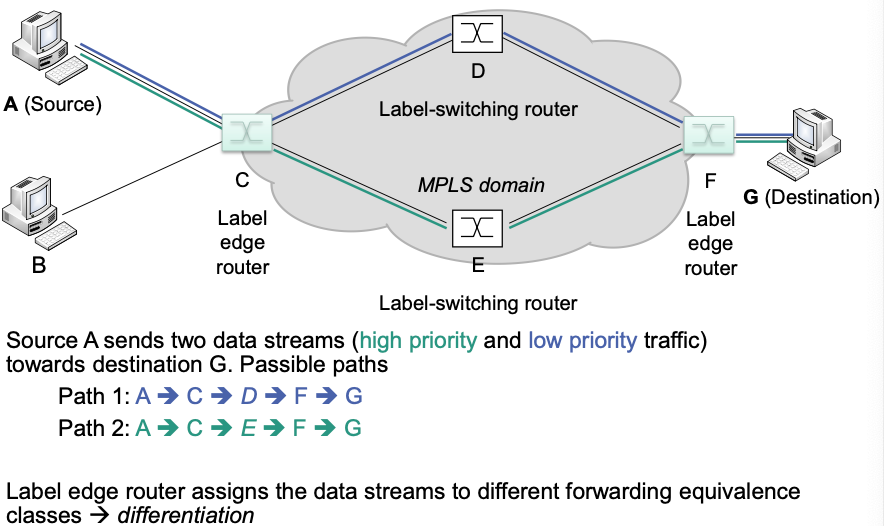 D
Label-switching router
A (Source)
MPLS domain
C
F
G (Destination)
Label
edge
router
Label
edge
router
B
E
Label-switching router
Source A sends two data streams (high priority and low priority traffic)
towards destination G. Passible paths
Path 1: A ➔ C ➔ D ➔ F ➔ G
Path 2: A ➔ C ➔ E ➔ F ➔ G
Label edge router assigns the data streams to different forwarding equivalence
classes → differentiation